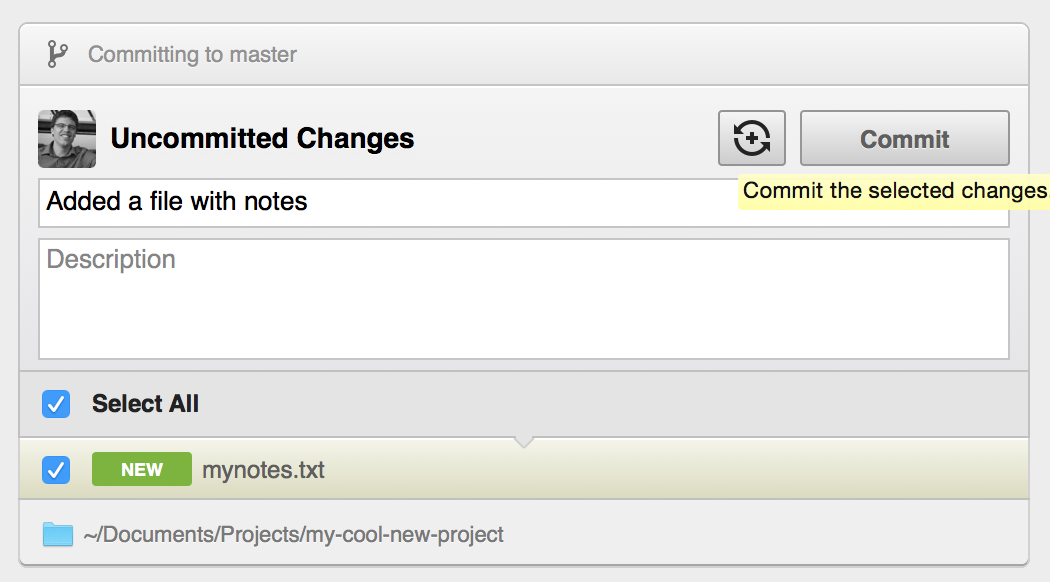 Committing to master
Uncommitted Changes
Commit
Commit the selected changes
Added a file with notes
Description
Select All
NEW mynotes.txt
~/Documents/Projects/my-cool-new-project